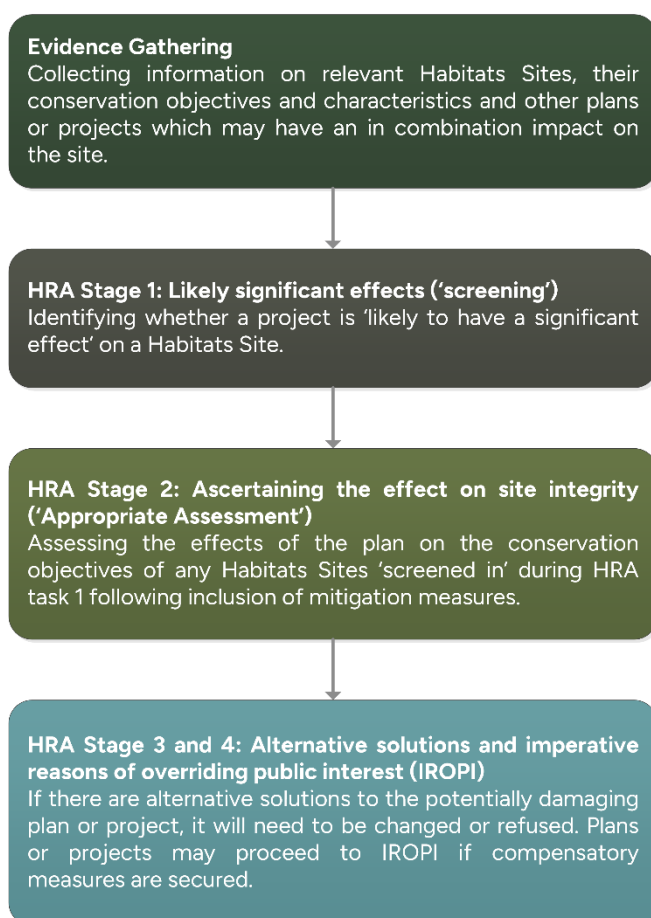 Evidence Gathering
Collecting information on relevant Habitats Sites, their
conservation objectives and characteristics and other plans
or projects which may have an in combination impact on
the site.
HRA Stage 1: Likely significant effects (‘screening’)
Identifying whether a project is ‘likely to have a significant
effect’ on a Habitats Site.
HRA Stage 2: Ascertaining the effect on site integrity
(‘Appropriate Assessment’)
Assessing the effects of the plan on the conservation
objectives of any Habitats Sites ‘screened in’ during HRA
task 1 following inclusion of mitigation measures.
HRA Stage 3 and 4: Alternative solutions and imperative
reasons of overriding public interest (IROPI)
If there are alternative solutions to the potentially damaging
plan or project, it will need to be changed or refused. Plans
or projects may proceed to IROPI if compensatory
measures are secured.